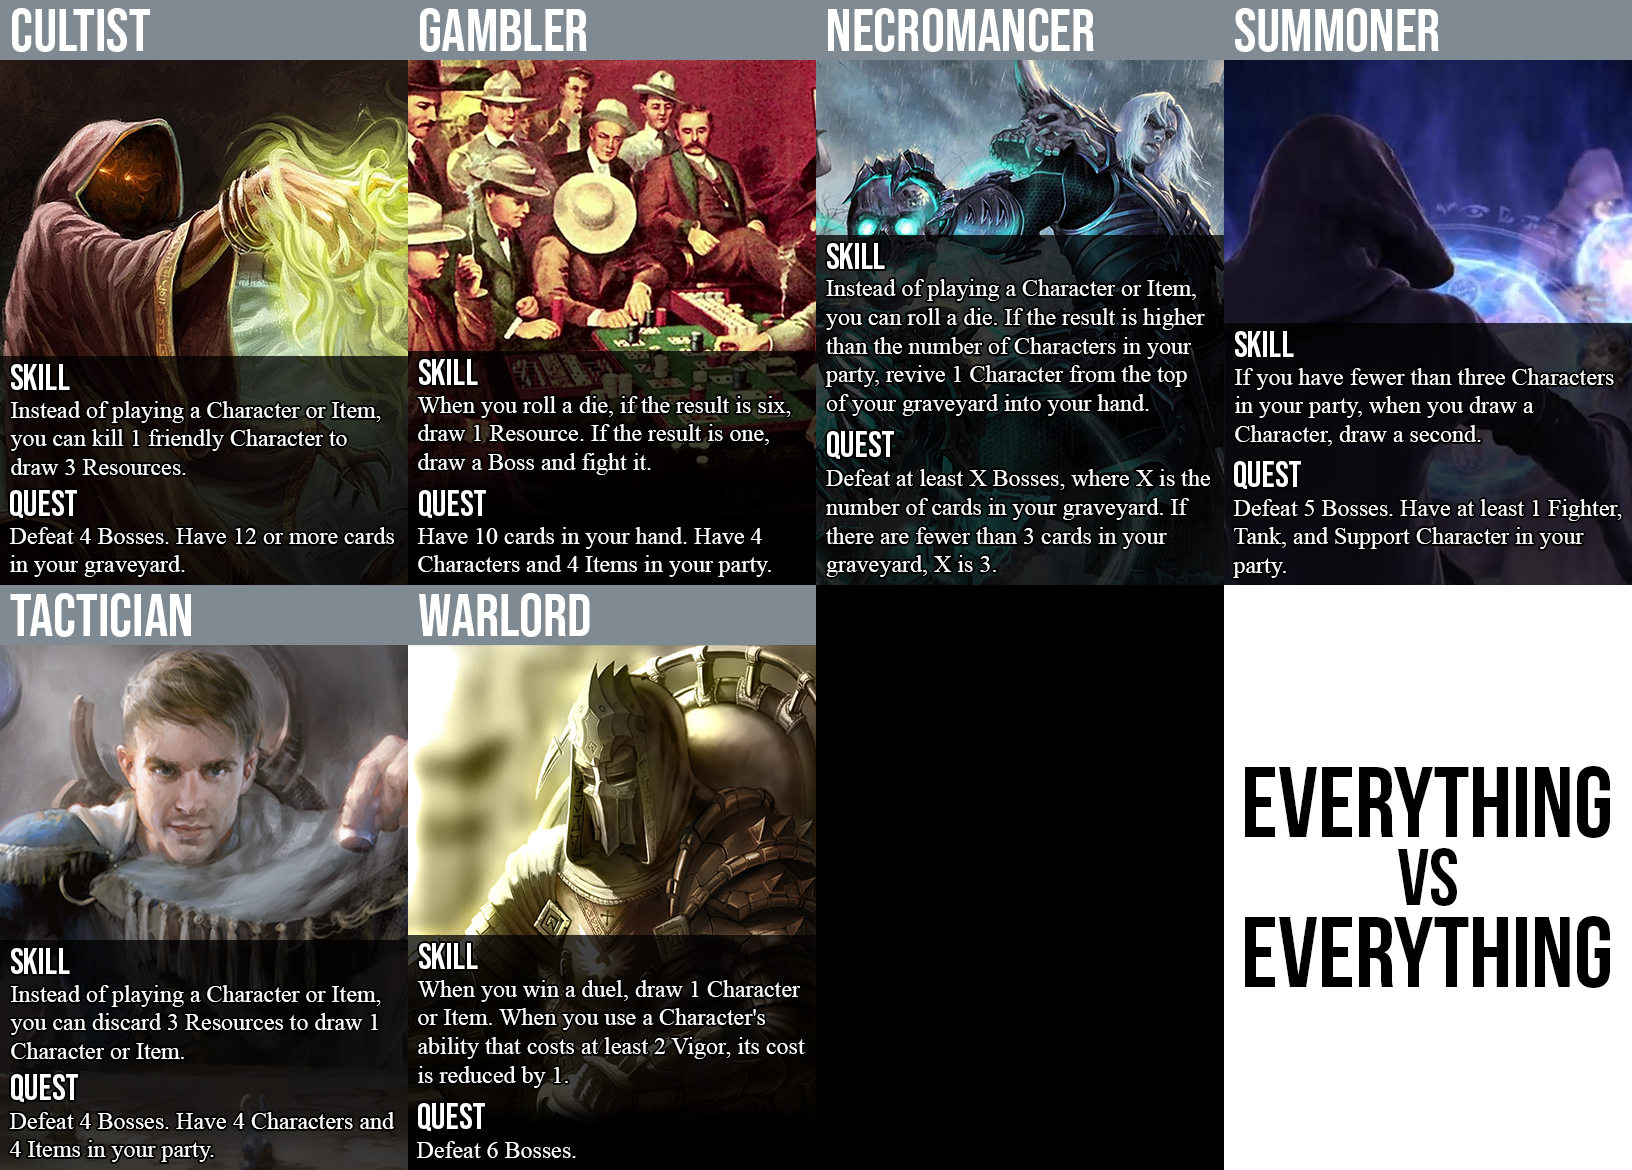 CULTIST
SKILL
Instead of playing a Character or Item,
you can kill 1 friendly Character to
draw 3 Resources.
QUEST
Defeat 4 Bosses. Have 12 or more cards
in your graveyard.
GAMBLER
SKILL
When you roll a die, if the result is six,
draw 1 Resource. If the result is one,
draw a Boss and fight it.
QUEST
Have 10 cards in your hand. Have 4
Characters and 4 Items in your party.
NECROMANCER
SKILL
Instead of playing a Character or Item,
you can roll a die. If the result is higher
than the number of Characters in your
party, revive 1 Character from the top
of your graveyard into your hand.
QUEST
Defeat at least X Bosses, where X is the
number of cards in your graveyard. If
there are fewer than 3 cards in your
graveyard, X is 3.
SUMMONER
SKILL
If you have fewer than three Characters
in your party, when you draw a
Character, draw a second.
QUEST
Defeat 5 Bosses. Have at least 1 Fighter,
Tank, and Support Character in your
party.
TACTICIAN
SKILL
Instead of playing a Character or Item,
you can discard 3 Resources to draw 1
Character or Item.
QUEST
Defeat 4 Bosses. Have 4 Characters and
4 Items in your party.
WARLORD
SKILL
When you win a duel, draw 1 Character
or Item. When you use a Character's
ability that costs at least 2 Vigor, its cost
is reduced by 1.
QUEST
Defeat 6 Bosses.
EVERYTHING
VS
EVERYTHING